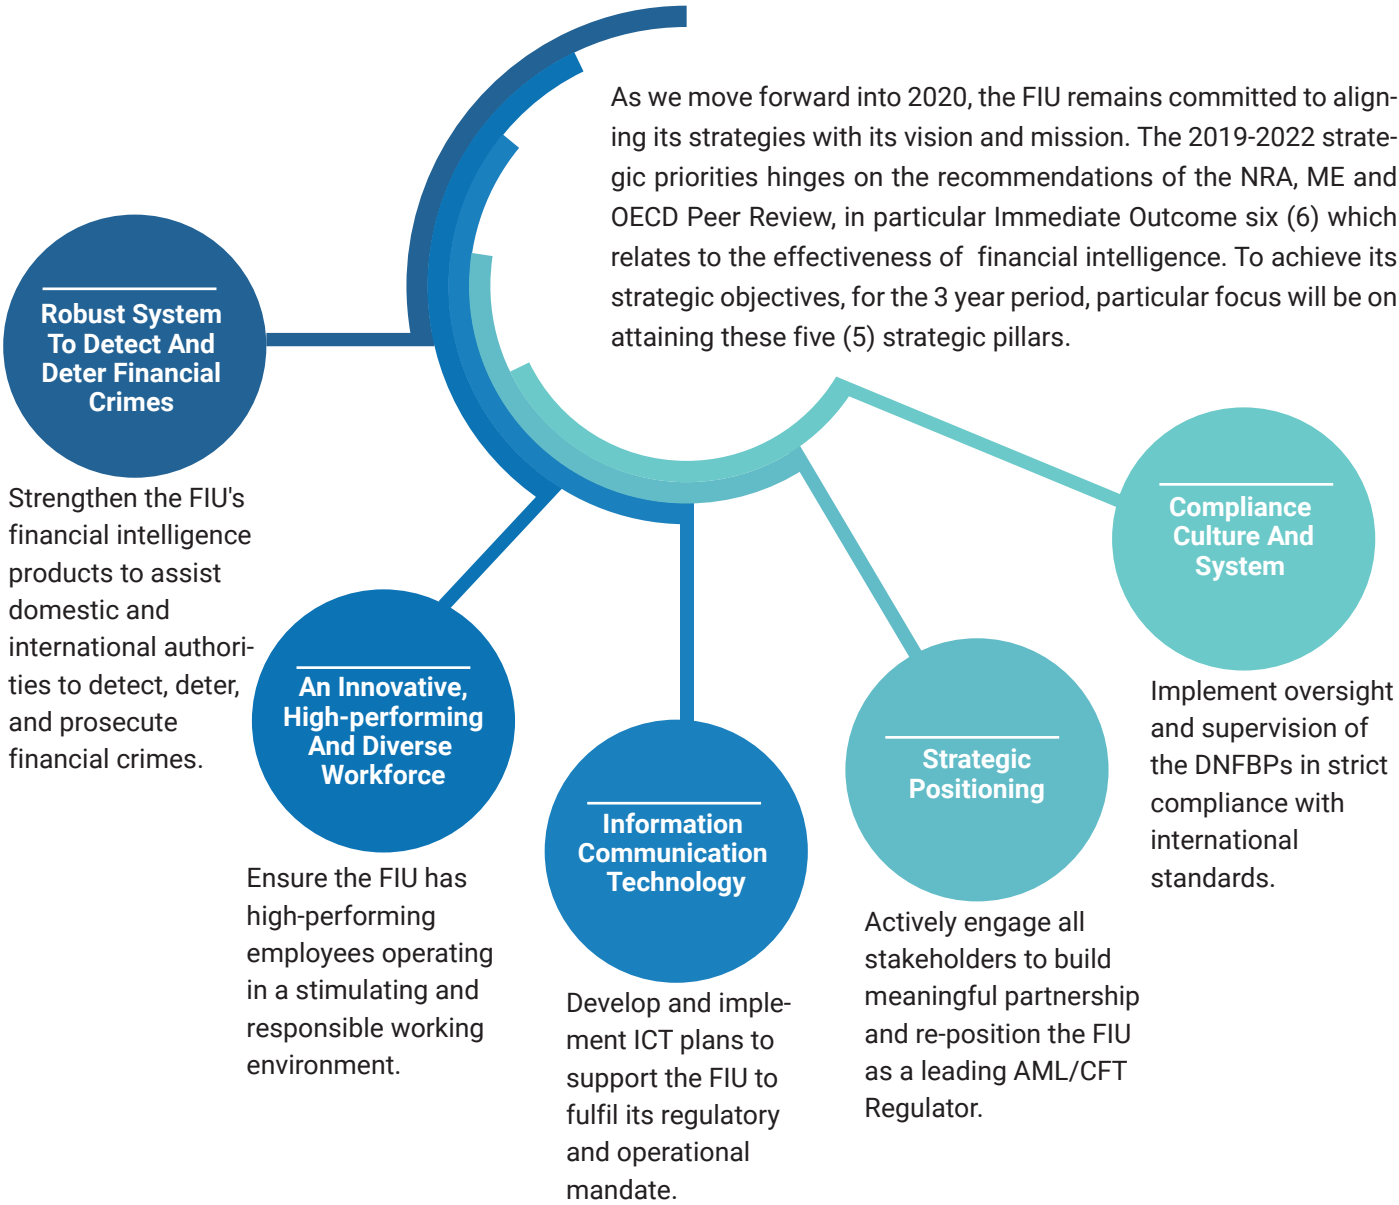 As we move forward into 2020, the FIU remains committed to align-
ing its strategies with its vision and mission. The 2019-2022 strate-
gic priorities hinges on the recommendations of the NRA, ME and
OECD Peer Review, in particular Immediate Outcome six (6) which
relates to the effectiveness of  financial intelligence. To achieve its
strategic objectives, for the 3 year period, particular focus will be on
attaining these five (5) strategic pillars.
Robust System
To Detect And
Deter Financial
Crimes
Strengthen the FIU's
financial intelligence
products to assist
domestic and
international authori-
ties to detect, deter,
and prosecute
financial crimes.
An Innovative,
High-performing
And Diverse
Workforce
Ensure the FIU has
high-performing
employees operating
in a stimulating and
responsible working
environment.
Information
Communication
Technology
Develop and imple-
ment ICT plans to
support the FIU to
fulfil its regulatory
and operational
mandate.
Strategic
Positioning
Actively engage all
stakeholders to build
meaningful partnership
and re-position the FIU
as a leading AML/CFT
Regulator.
Compliance
Culture And
System
Implement oversight
and supervision of
the DNFBPs in strict
compliance with
international
standards.